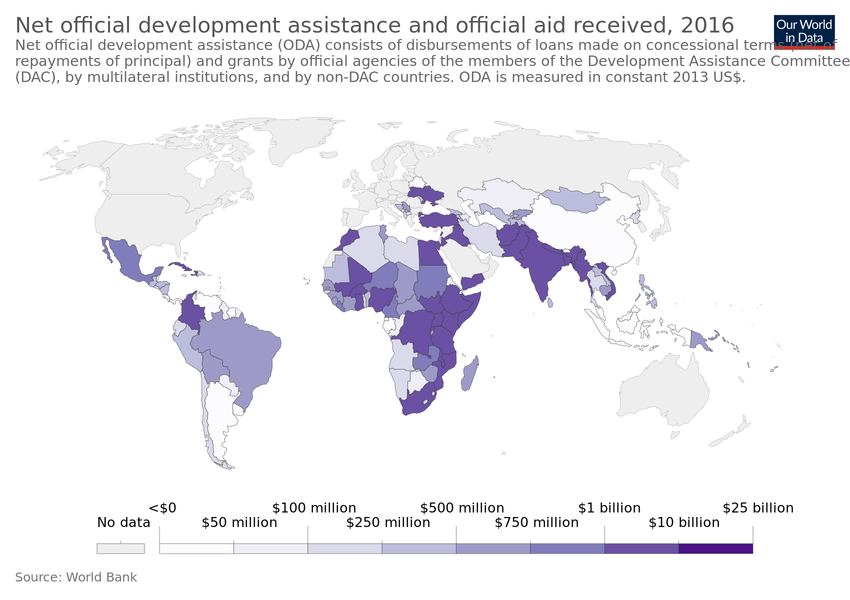 Net official development assistance and official aid received, 2016
Our World
in Data
Net official development assistance (ODA) consists of disbursements of loans made on concessional terms (net of
repayments of principal) and grants by official agencies of the members of the Development Assistance Committee
(DAC), by multilateral institutions, and by non-DAC countries. ODA is measured in constant 2013 US$.
<$0 $100 million $500 million $1 billion $25 billion
No data $50 million $250 million $750 million $10 billion
Source: World Bank